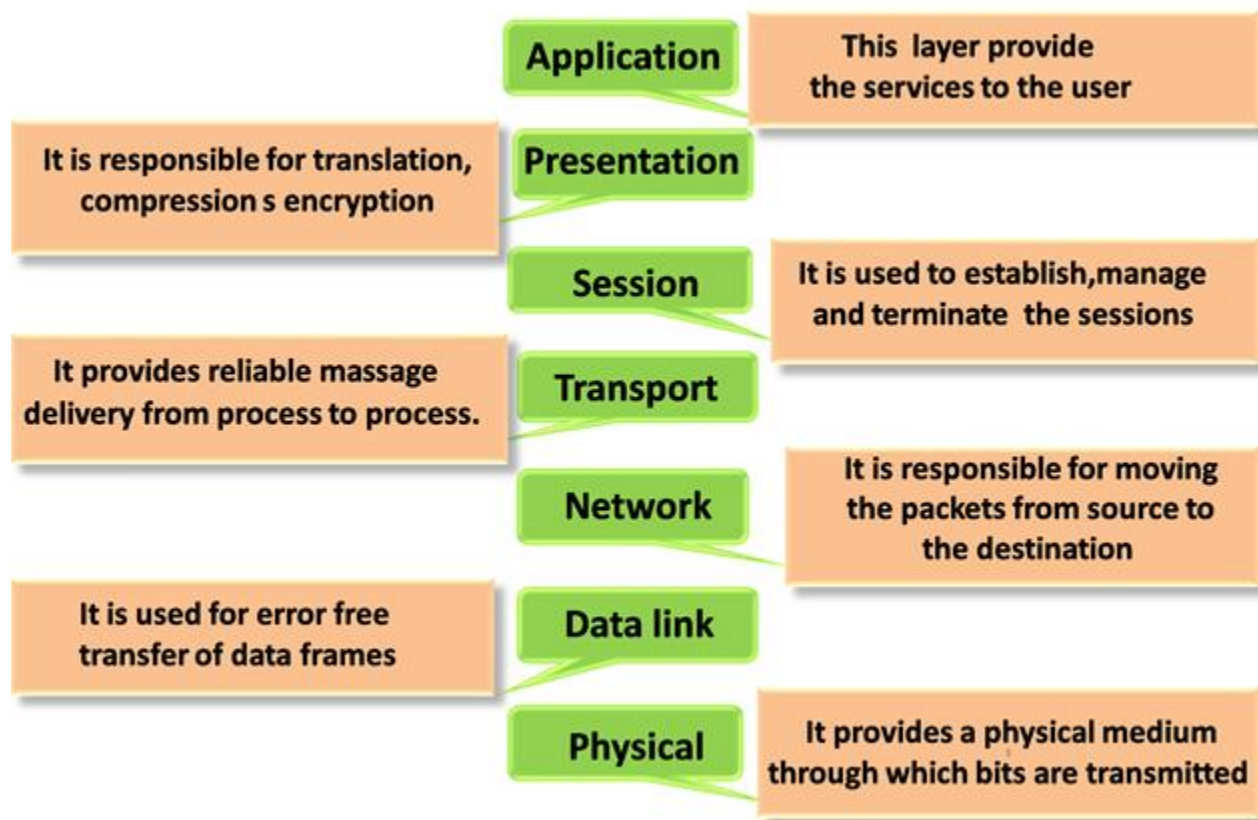 Application
This layer provide
the services to the user
Presentation
It is responsible for translation,
compression s encryption
Session
It is used to establish,manage
and terminate the sessions
Transport
It provides reliable massage
delivery from process to process.
Network
It is responsible for moving
the packets from source to
the destination
Data link
It is used for error free
transfer of data frames
Physical
It provides a physical medium
through which bits are transmitted